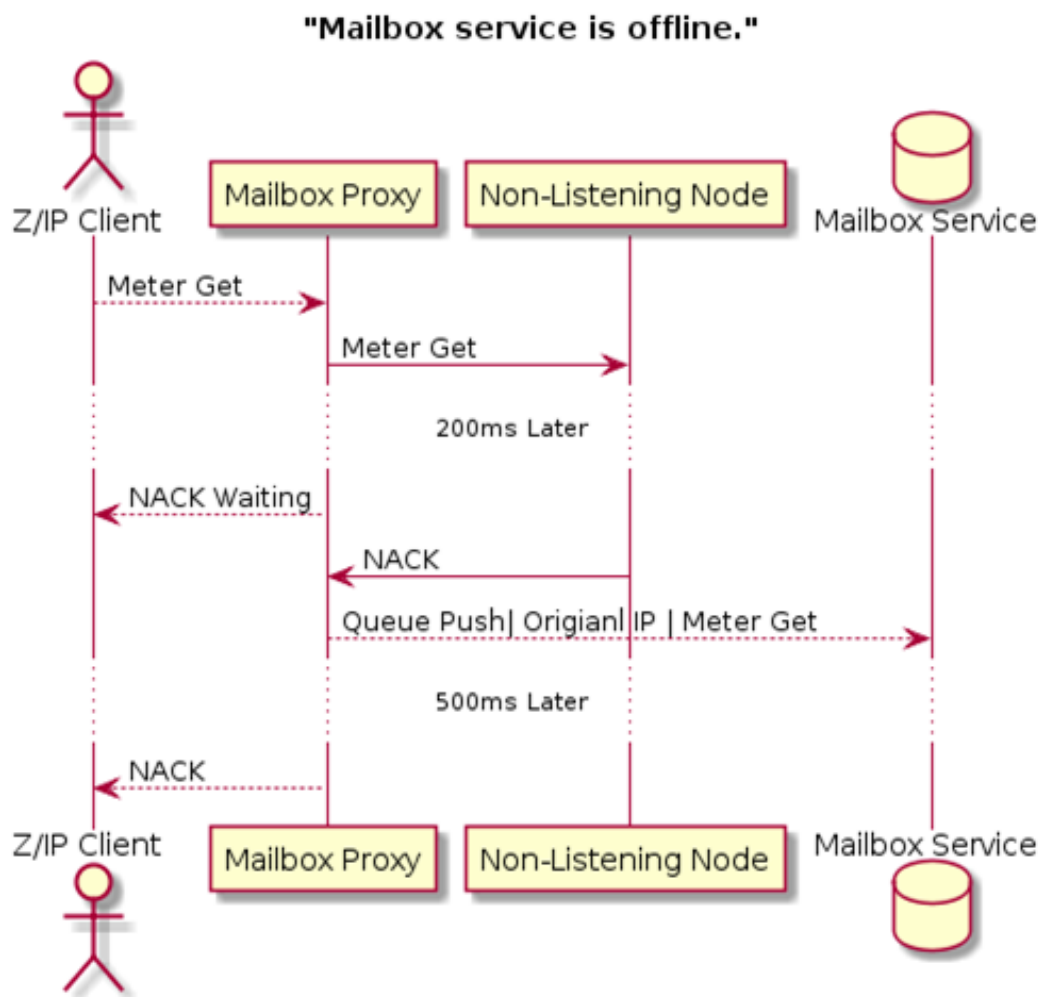 "Mailbox service is offline."
Z/IP Client
Mailbox Proxy
Non-Listening Node
Mailbox Service
Meter Get
Meter Get
200ms Later
NACK Waiting
NACK
Queue Push| Origianl IP | Meter Get
500ms Later
NACK
Z/IP Client
Mailbox Proxy
Non-Listening Node
Mailbox Service